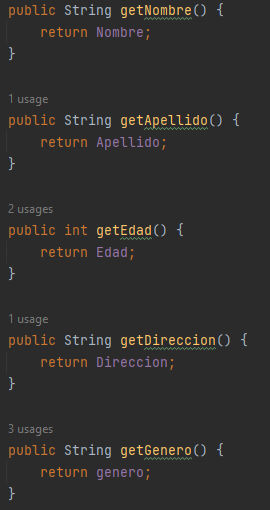 public String getNombre() {
    return Nombre;
}
1 usage
public String getApellido() {
    return Apellido;
}
2 usages
public int getEdad() {
    return Edad;
}
1 usage
public String getDireccion() {
    return Direccion;
}
3 usages
public String getGenero() {
    return genero;
}